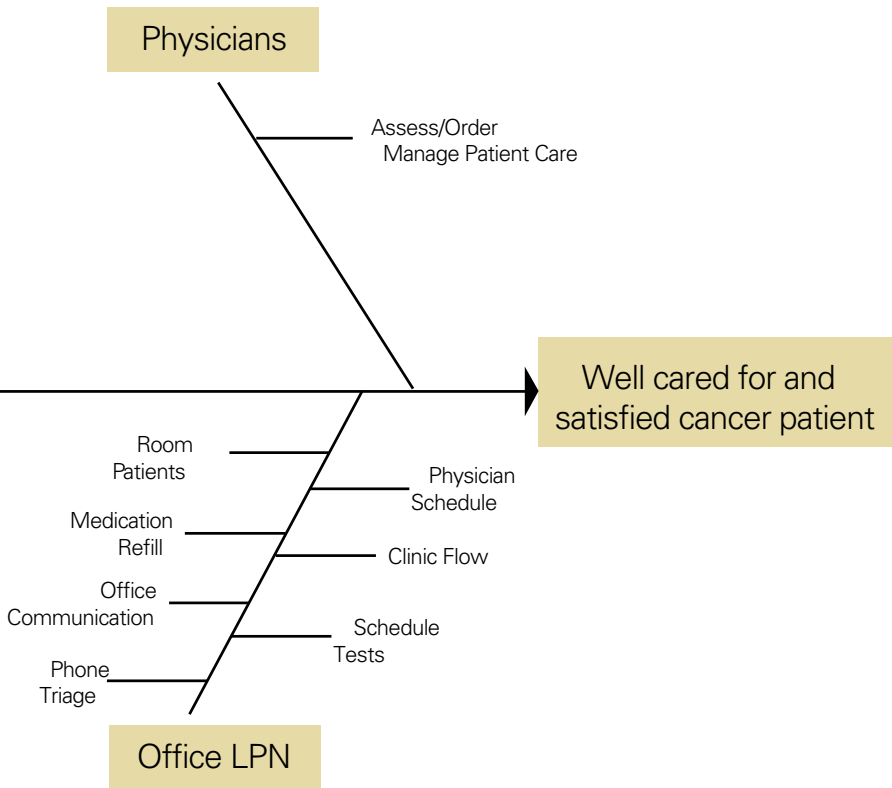 Physicians
Assess/Order
Manage Patient Care
Well cared for and
satisfied cancer patient
Room
Patients
Physician
Schedule
Medication
Refill
Clinic Flow
Office
Communication
Schedule
Tests
Phone
Triage
Office LPN